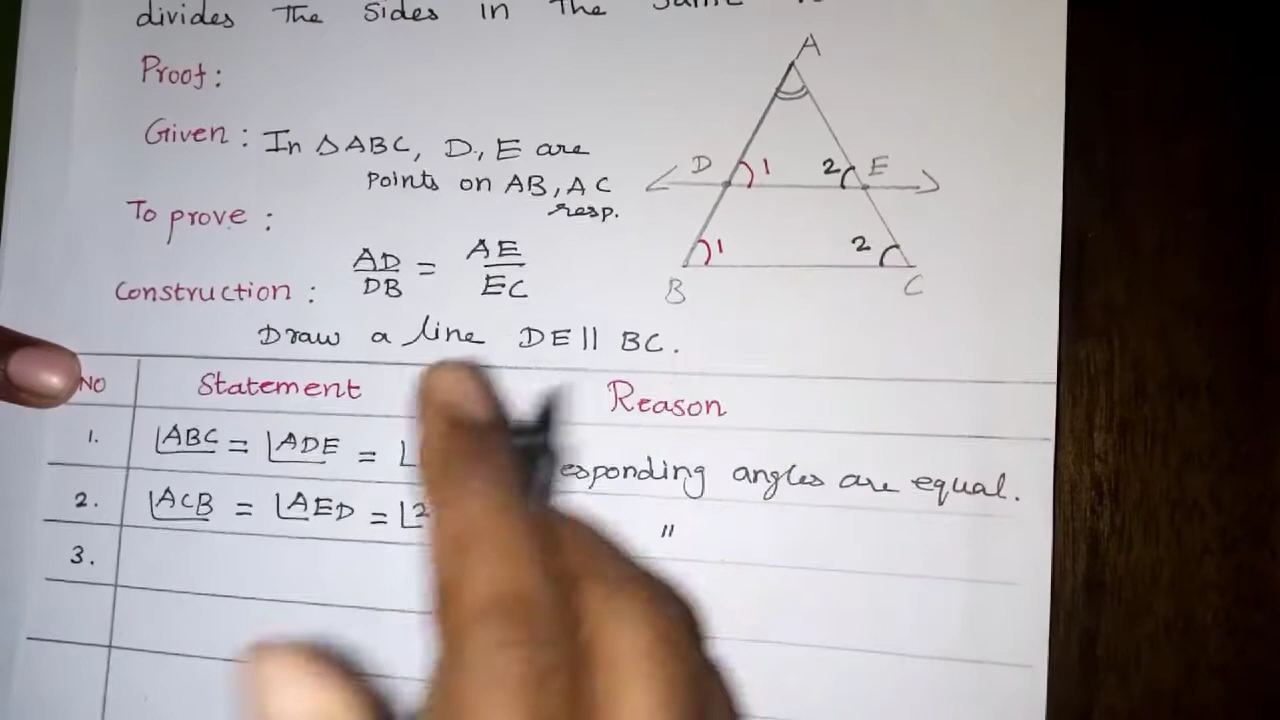 divides the sides in the
Proof:
Given: In △ABC, D, E are
points on AB, AC
resp.
To prove:
AD/DB = AE/EC
Construction:
Draw a line DE || BC.
A
D 1 2 E
1 2
B C
NO Statement Reason
1. ∠ABC = ∠ADE = ∠ esponding angles are equal.
2. ∠ACB = ∠AED = ∠2 "
3.